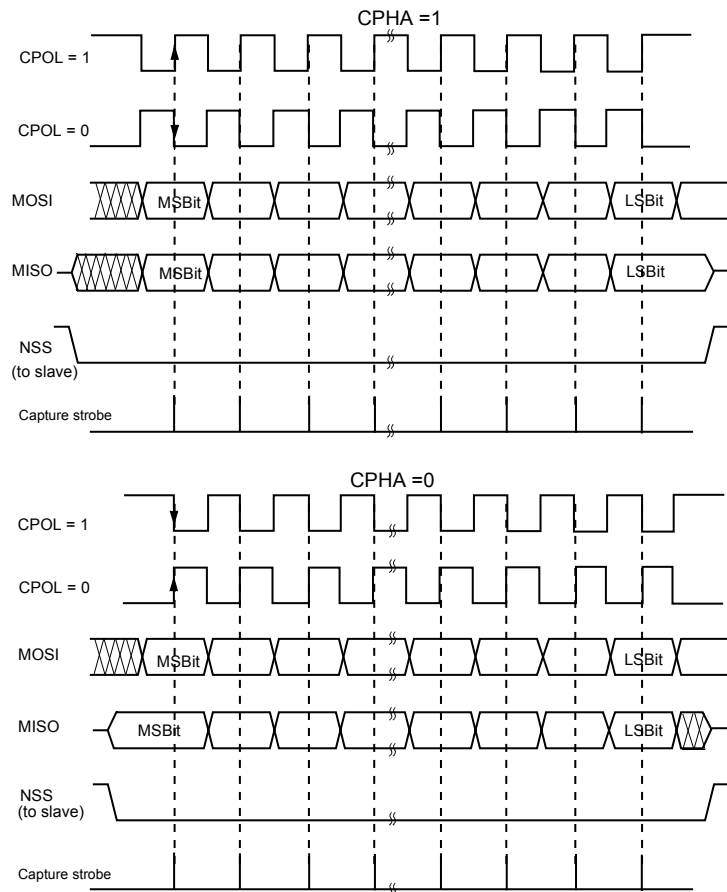 CPHA =1
CPOL = 1
CPOL = 0
MOSI
MSBit
LSBit
MISO
MSBit
LSBit
NSS
(to slave)
Capture strobe
CPHA =0
CPOL = 1
CPOL = 0
MOSI
MSBit
LSBit
MISO
MSBit
LSBit
NSS
(to slave)
Capture strobe